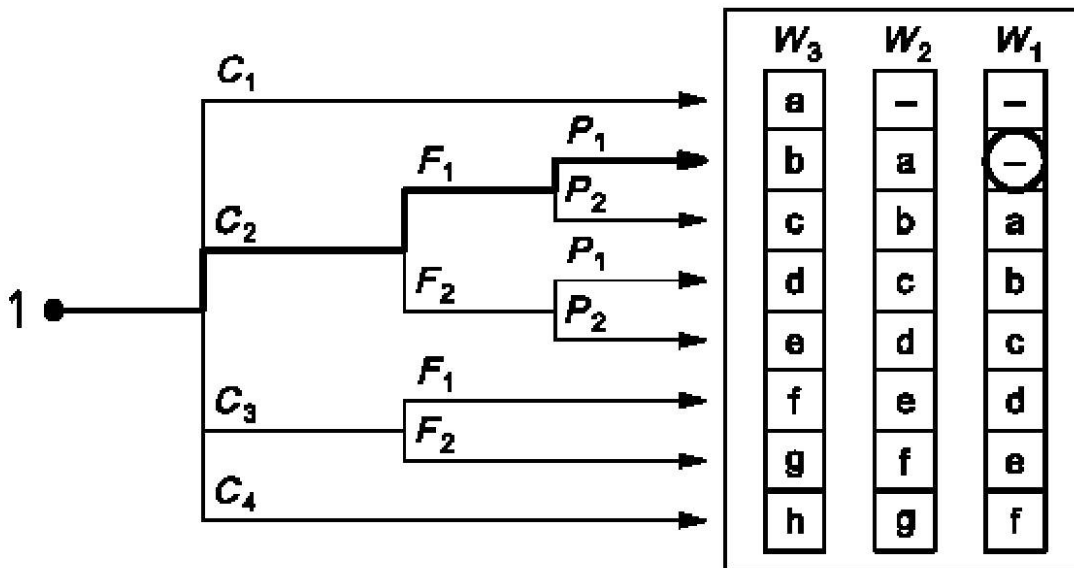 W3 W2 W1
C1 a – –
P1
F1 b a –
P2
C2 c b a
P1
F2 d c b
P2
1 e d c
F1
C3 f e d
F2
g f e
C4
h g f